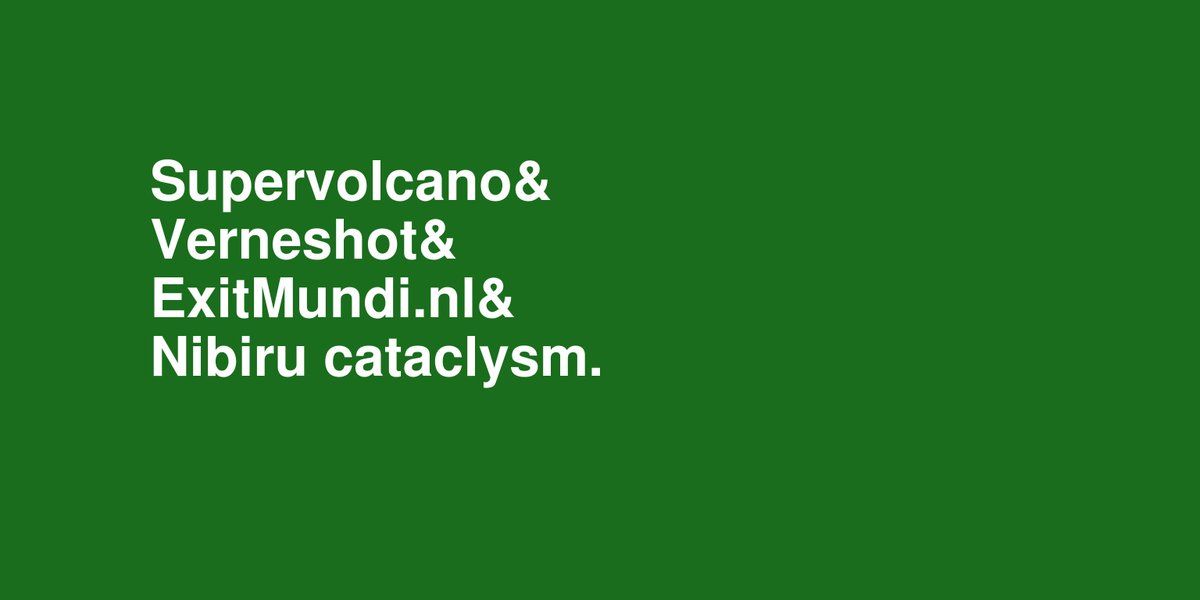 Supervolcano&
Verneshot&
ExitMundi.nl&
Nibiru cataclysm.